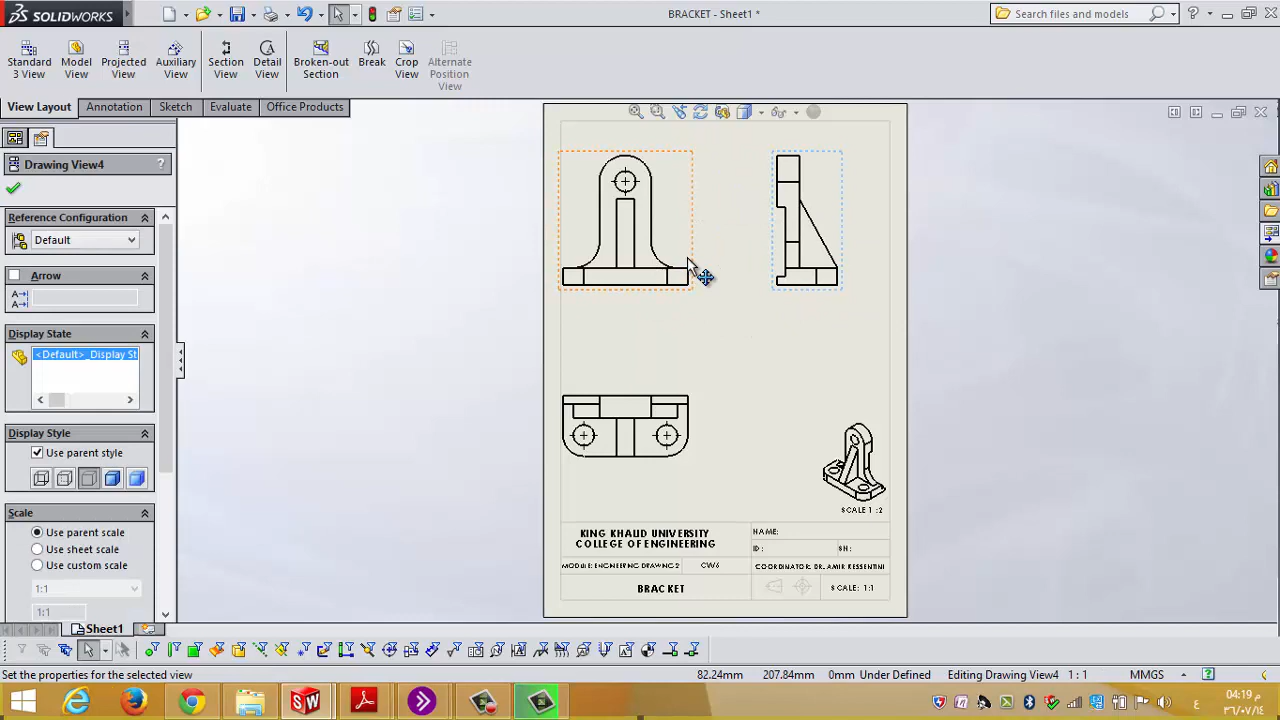 SOLIDWORKS
BRACKET - Sheet1 *
Search files and models
Standard 3 View
Model View
Projected View
Auxiliary View
Section View
Detail View
Broken-out Section
Break
Crop View
Alternate Position View
View Layout
Annotation
Sketch
Evaluate
Office Products
Drawing View4
?
Reference Configuration
Default
Arrow
Display State
<Default>_Display St
Display Style
Use parent style
Scale
Use parent scale
Use sheet scale
Use custom scale
1:1
1:1
SCALE 1 :2
KING KHALID UNIVERSITY
COLLEGE OF ENGINEERING
NAME:
ID:
SH:
MODULE: ENGINEERING DRAWING 2
CW6
COORDINATOR: DR. AMIR RESSENTINI
BRACKET
SCALE: 1:1
Sheet1
Set the properties for the selected view
82.24mm
207.84mm
0mm
Under Defined
Editing Drawing View4
1 : 1
MMGS
04:19 م
٣٦/٠٧/١٤
ع